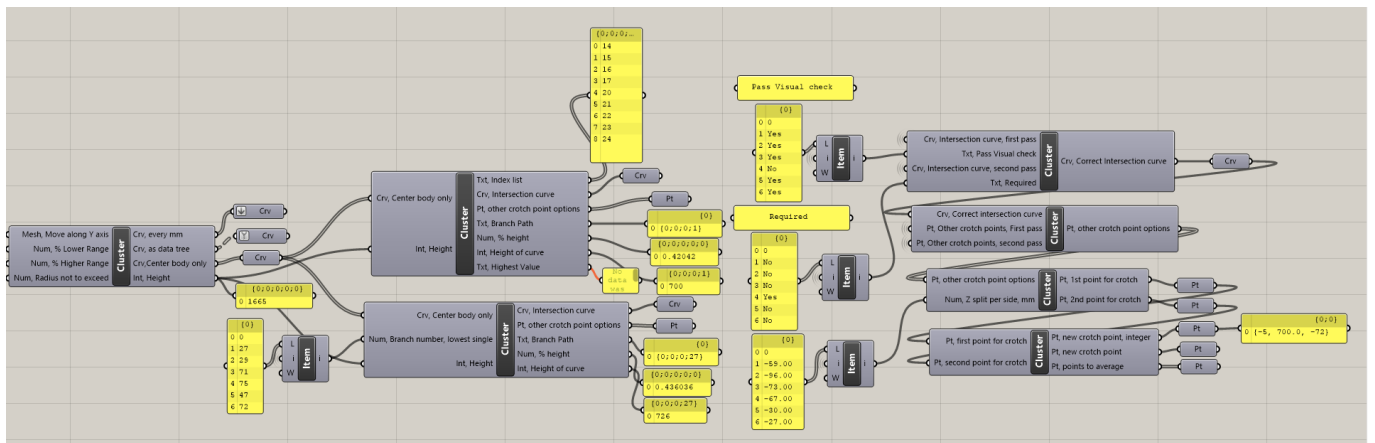 Mesh, Move along Y axis
Num, % Lower Range
Num, % Higher Range
Num, Radius not to exceed
Cluster
Crv, every mm
Crv, as data tree
Crv,Center body only
Int, Height
Crv
Crv
Crv
{0;0;0;0;0}
0 1665
{0}
0 0
1 27
2 29
3 71
4 75
5 47
6 72
L
i
W
Item
i
Crv, Center body only
Int, Height
Cluster
Txt, Index list
Crv, Intersection curve
Pt, other crotch point options
Txt, Branch Path
Num, % height
Int, Height of curve
Txt, Highest Value
{0;0;0;...
0 14
1 15
2 16
3 17
4 20
5 21
6 22
7 23
8 24
Crv
Pt
{0}
0 {0;0;0;1}
{0;0;0;0;0}
0 0.42042
No
data
was
{0;0;0;1}
0 700
Crv, Center body only
Num, Branch number, lowest single
Int, Height
Cluster
Crv, Intersection curve
Pt, other crotch point options
Txt, Branch Path
Num, % height
Int, Height of curve
Crv
Pt
{0}
0 {0;0;0;27}
{0;0;0;0;0}
0 0.436036
{0;0;0;27}
0 726
Pass Visual check
{0}
0 0
1 Yes
2 Yes
3 Yes
4 No
5 Yes
6 Yes
L
i
W
Item
i
Required
{0}
0 0
1 No
2 No
3 No
4 Yes
5 No
6 No
L
i
W
Item
i
{0}
0 0
1 -59.00
2 -96.00
3 -73.00
4 -67.00
5 -30.00
6 -27.00
L
i
W
Item
i
Crv, Intersection curve, first pass
Txt, Pass Visual check
Crv, Intersection curve, second pass
Txt, Required
Cluster
Crv, Correct Intersection curve
Crv
Crv, Correct intersection curve
Pt, Other crotch points, First pass
Pt, Other crotch points, second pass
Cluster
Pt, other crotch point options
Pt, other crotch point options
Num, Z split per side, mm
Cluster
Pt, 1st point for crotch
Pt, 2nd point for crotch
Pt
Pt
Pt, first point for crotch
Pt, second point for crotch
Cluster
Pt, new crotch point, integer
Pt, new crotch point
Pt, points to average
Pt
Pt
Pt
{0;0}
0 {-5, 700.0, -72}